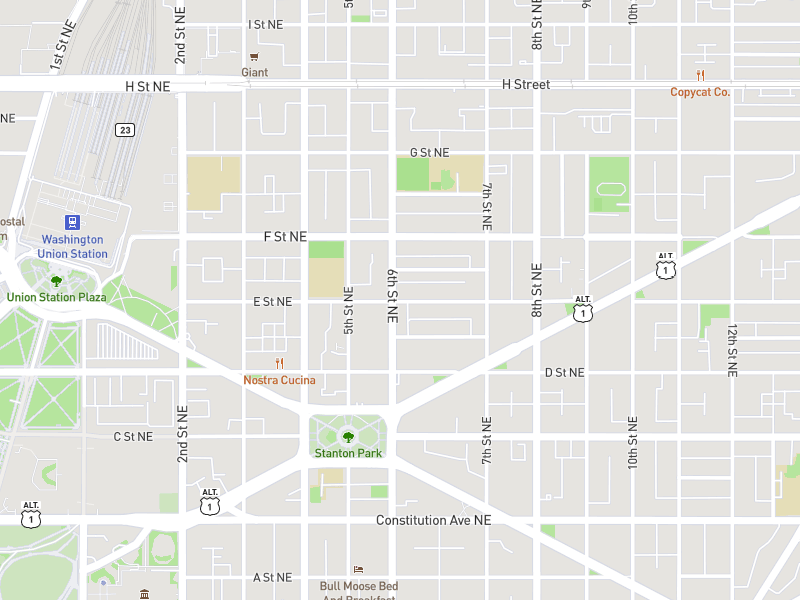 1st St NE
2nd St NE
I St NE
8th St NE
9th
10th
Giant
H St NE
H Street
Copycat Co.
NE
23
G St NE
7th St NE
Postal
Washington
Union Station
F St NE
6th St NE
8th St NE
ALT.
1
Union Station Plaza
E St NE
5th St NE
ALT.
1
12th St NE
Nostra Cucina
D St NE
2nd St NE
C St NE
Stanton Park
7th St NE
10th St NE
ALT.
1
ALT.
1
Constitution Ave NE
A St NE
Bull Moose Bed
And Breakfast